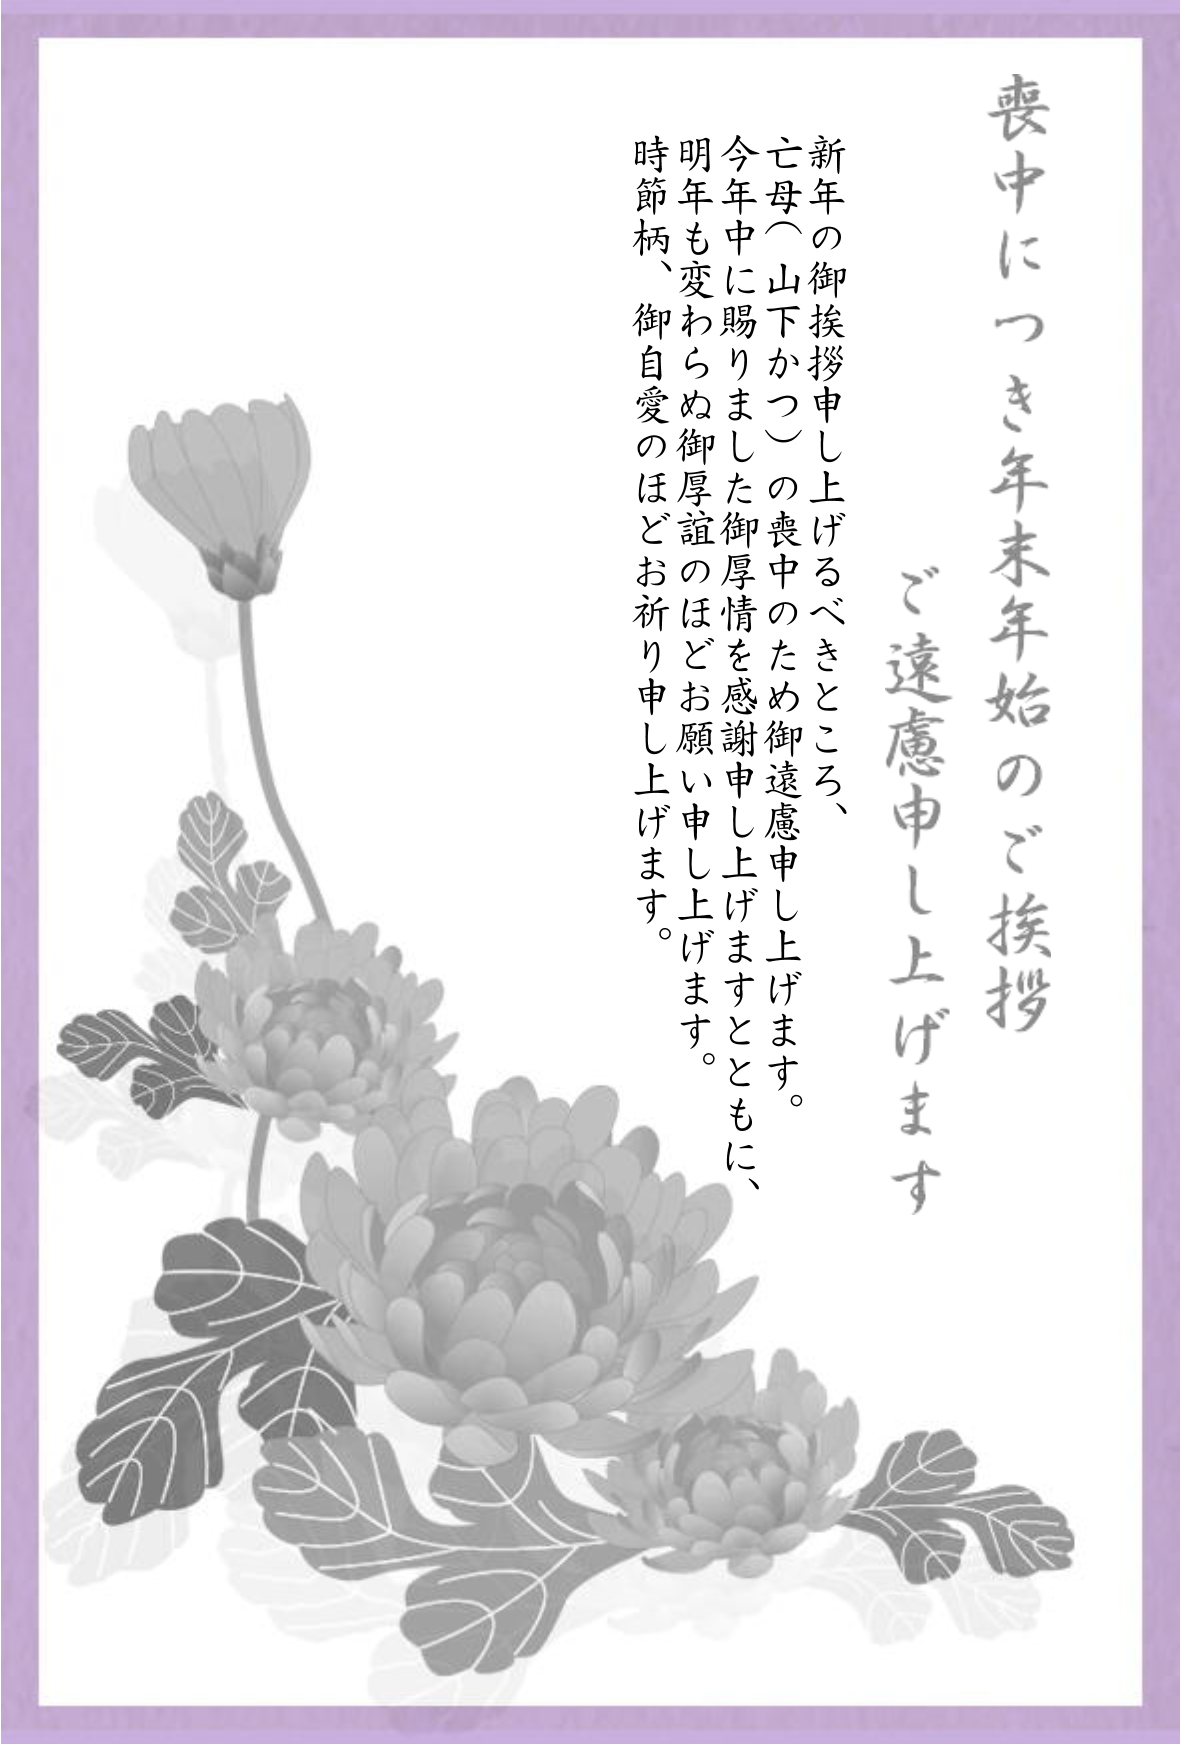 喪中につき年末年始のご挨拶
ご遠慮申し上げます
新年の御挨拶申し上げるべきところ、
亡母（山下かつ）の喪中のため御遠慮申し上げます。
今年中に賜りました御厚情を感謝申し上げますとともに、
明年も変わらぬ御厚誼のほどお願い申し上げます。
時節柄、御自愛のほどお祈り申し上げます。